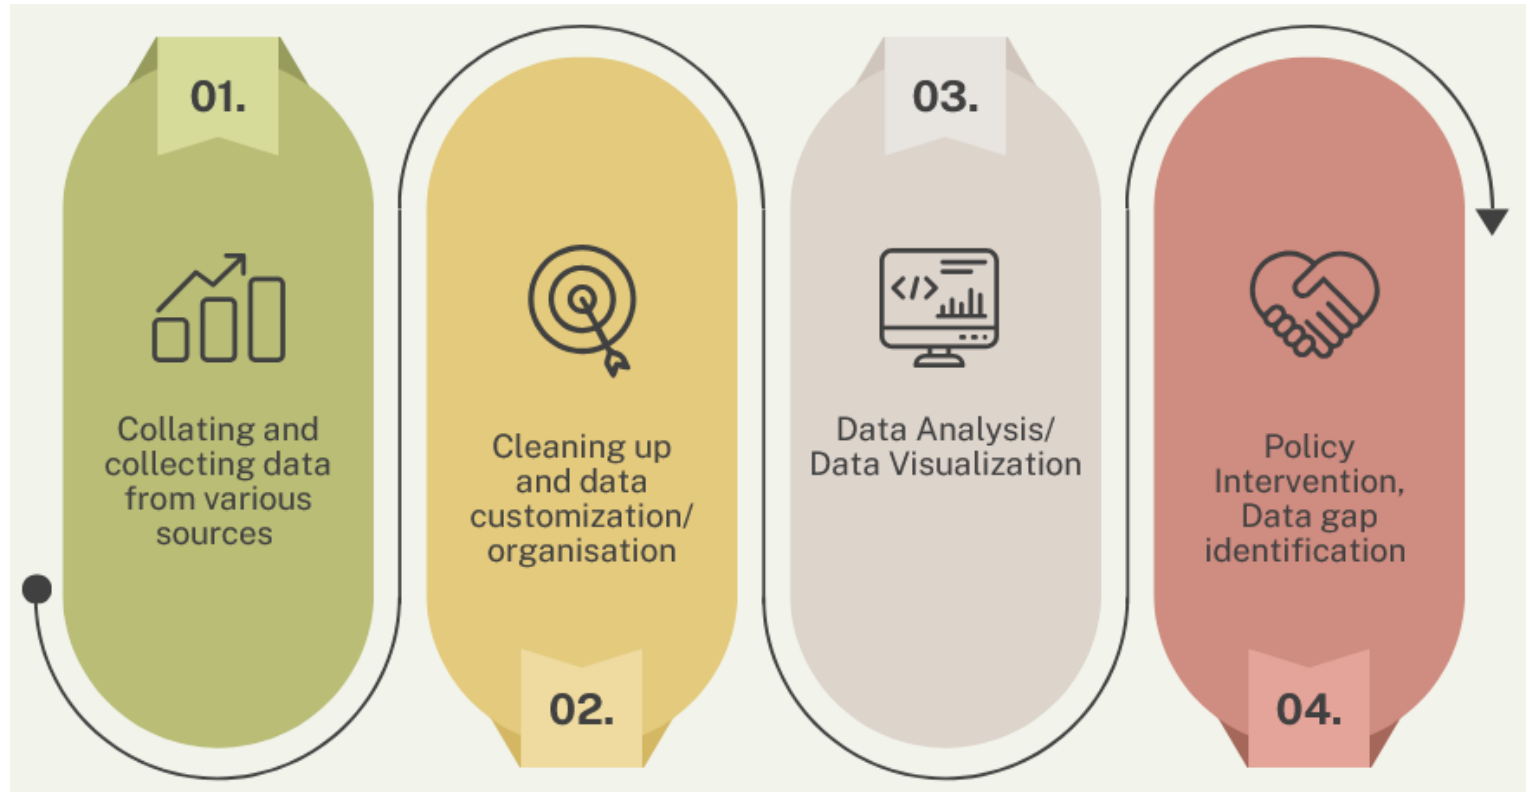 01.
Collating and
collecting data
from various
sources
Cleaning up
and data
customization/
organisation
02.
03.
</>
Data Analysis/
Data Visualization
Policy
Intervention,
Data gap
identification
04.